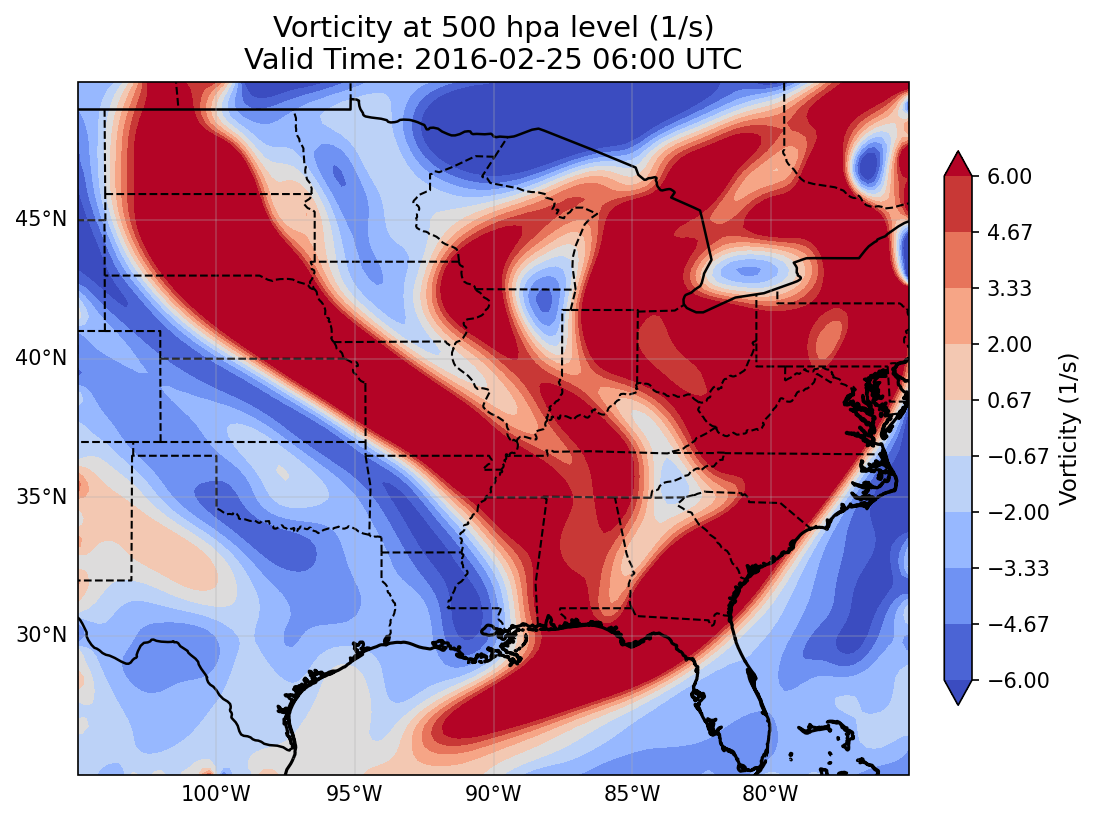 Vorticity at 500 hpa level (1/s)
Valid Time: 2016-02-25 06:00 UTC
45°N
40°N
35°N
30°N
100°W
95°W
90°W
85°W
80°W
6.00
4.67
3.33
2.00
0.67
−0.67
−2.00
−3.33
−4.67
−6.00
Vorticity (1/s)